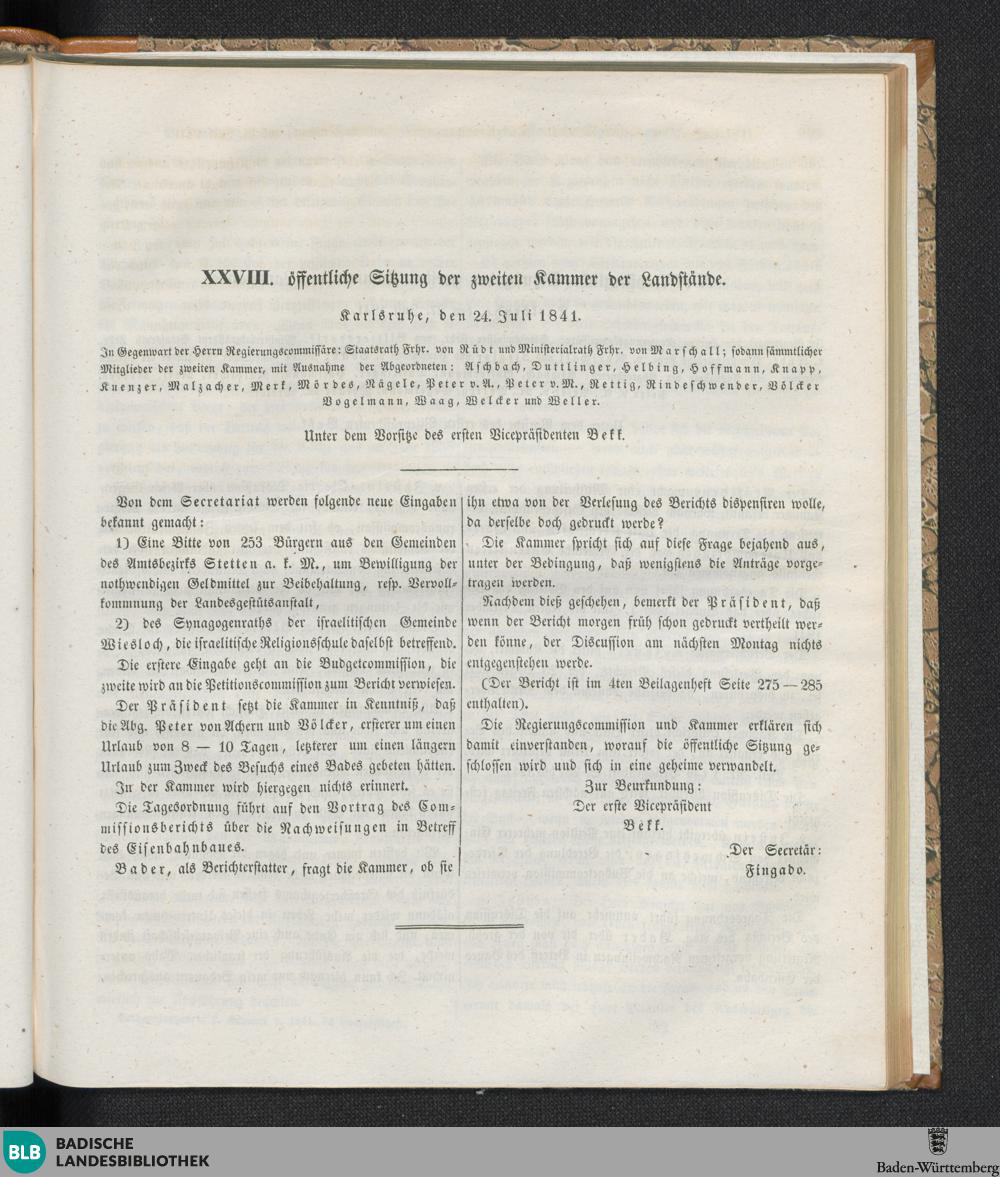 XXVIII. öffentliche Sitzung der zweiten Kammer der Landstände.
Karlsruhe, den 24. Juli 1841.
In Gegenwart der Herrn Regierungscommissäre: Staatsrath Frhr. von Rüdt und Ministerialrath Frhr. von Marschall; sodann sämmtlicher
Mitglieder der zweiten Kammer, mit Ausnahme der Abgeordneten: Aschbach, Duttlinger, Helbing, Hoffmann, Knapp,
Kuenzer, Malzacher, Merk, Mördes, Nägele, Peter v. A., Peter v. M., Rettig, Rindeschwender, Völcker
Vogelmann, Waag, Welcker und Weller.
Unter dem Vorsitze des ersten Vicepräsidenten Bekk.
Von dem Secretariat werden folgende neue Eingaben
bekannt gemacht:
1) Eine Bitte von 253 Bürgern aus den Gemeinden
des Amtsbezirks Stetten a. k. M., um Bewilligung der
nothwendigen Geldmittel zur Beibehaltung, resp. Vervoll-
kommnung der Landesgestütsanstalt,
2) des Synagogenraths der israelitischen Gemeinde
Wiesloch, die israelitische Religionsschule daselbst betreffend.
Die erstere Eingabe geht an die Budgetcommission, die
zweite wird an die Petitionscommission zum Bericht verwiesen.
Der Präsident setzt die Kammer in Kenntniß, daß
die Abg. Peter von Achern und Völcker, ersterer um einen
Urlaub von 8 — 10 Tagen, letzterer um einen längern
Urlaub zum Zweck des Besuchs eines Bades gebeten hätten.
In der Kammer wird hiergegen nichts erinnert.
Die Tagesordnung führt auf den Vortrag des Com-
missionsberichts über die Nachweisungen in Betreff
des Eisenbahnbaues.
Bader, als Berichterstatter, fragt die Kammer, ob sie
ihn etwa von der Verlesung des Berichts dispensiren wolle,
da derselbe doch gedruckt werde?
Die Kammer spricht sich auf diese Frage bejahend aus,
unter der Bedingung, daß wenigstens die Anträge vorge-
tragen werden.
Nachdem dieß geschehen, bemerkt der Präsident, daß
wenn der Bericht morgen früh schon gedruckt vertheilt wer-
den könne, der Discussion am nächsten Montag nichts
entgegenstehen werde.
(Der Bericht ist im 4ten Beilagenheft Seite 275 — 285
enthalten).
Die Regierungscommission und Kammer erklären sich
damit einverstanden, worauf die öffentliche Sitzung ge-
schlossen wird und sich in eine geheime verwandelt.
Zur Beurkundung:
Der erste Vicepräsident
Bekk.
Der Secretär:
Fingado.
BLB
BADISCHE
LANDESBIBLIOTHEK
Baden-Württemberg